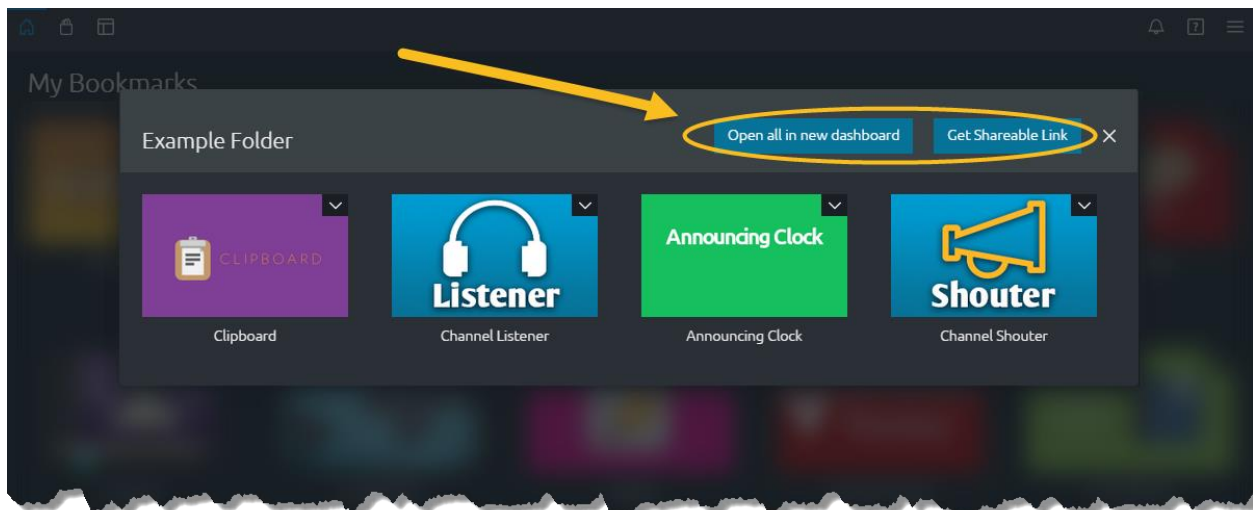 My Bookmarks
Example Folder
Open all in new dashboard
Get Shareable Link
CLIPBOARD
Listener
Announcing Clock
Shouter
Clipboard
Channel Listener
Announcing Clock
Channel Shouter